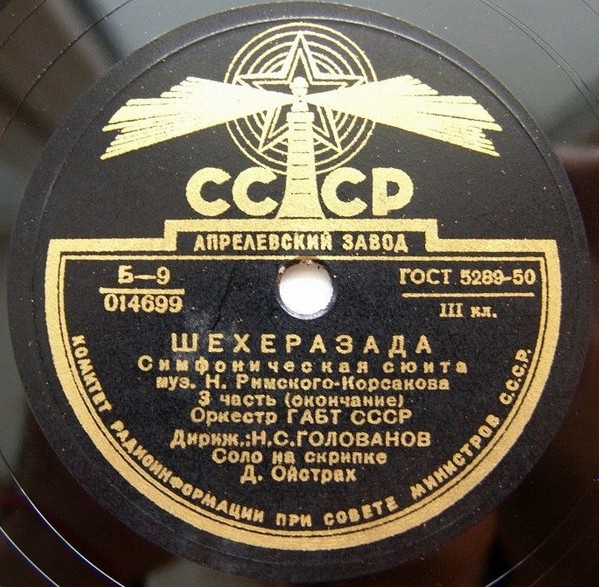 СССР
АПРЕЛЕВСКИЙ ЗАВОД
Б–9
014699
ГОСТ 5289-50
III кл.
ШЕХЕРАЗАДА
Симфоническая сюита
муз. Н. Римского-Корсакова
3 часть (окончание)
Оркестр ГАБТ СССР
Дириж.: Н.С.ГОЛОВАНОВ
Соло на скрипке
Д. Ойстрах
КОМИТЕТ РАДИОИНФОРМАЦИИ ПРИ СОВЕТЕ МИНИСТРОВ С.С.С.Р.